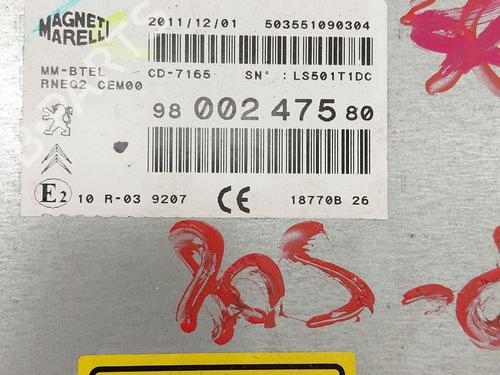 MAGNETI
MARELLI
2011/12/01 503551090304
MM-BTEL CD-7165 SN° :LS501T1DC
RNEG2 CEM00
98 002 475 80
E2 10 R-03 9207 CE 18770B 26